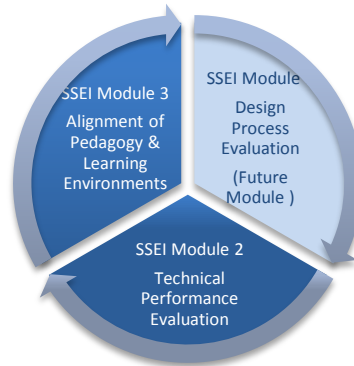 SSEI Module 3
Alignment of
Pedagogy &
Learning
Environments
SSEI Module
Design
Process
Evaluation
(Future
Module )
SSEI Module 2
Technical
Performance
Evaluation